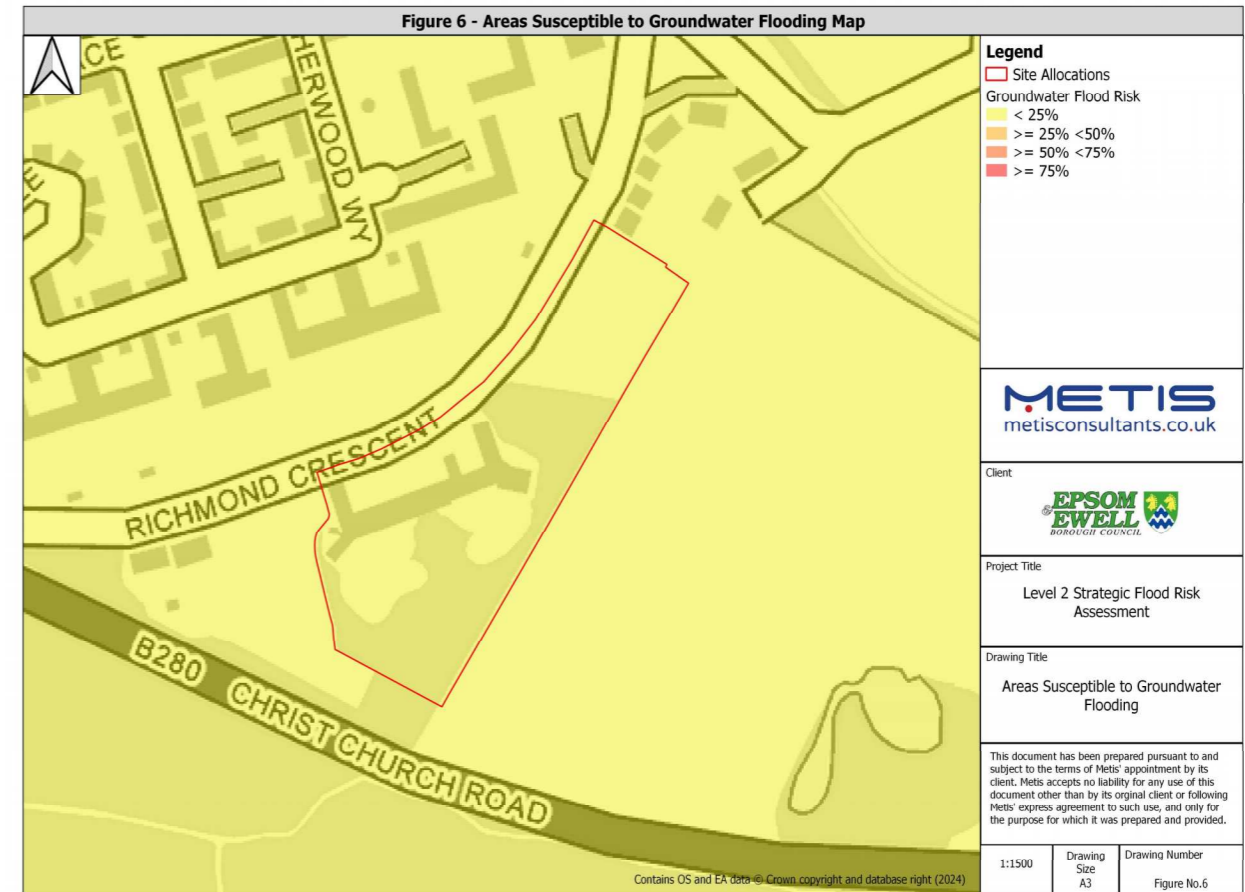 Figure 6 - Areas Susceptible to Groundwater Flooding Map
ACE
HERWOOD WY
RICHMOND CRESCENT
B280 CHRIST CHURCH ROAD
Contains OS and EA data © Crown copyright and database right (2024)
Legend
Site Allocations
Groundwater Flood Risk
< 25%
>= 25% <50%
>= 50% <75%
>= 75%
METIS
metisconsultants.co.uk
Client
& EPSOM
EWELL
BOROUGH COUNCIL
Project Title
Level 2 Strategic Flood Risk
Assessment
Drawing Title
Areas Susceptible to Groundwater
Flooding
This document has been prepared pursuant to and
subject to the terms of Metis' appointment by its
client. Metis accepts no liability for any use of this
document other than by its orginal client or following
Metis' express agreement to such use, and only for
the purpose for which it was prepared and provided.
1:1500
Drawing
Size
A3
Drawing Number
Figure No.6